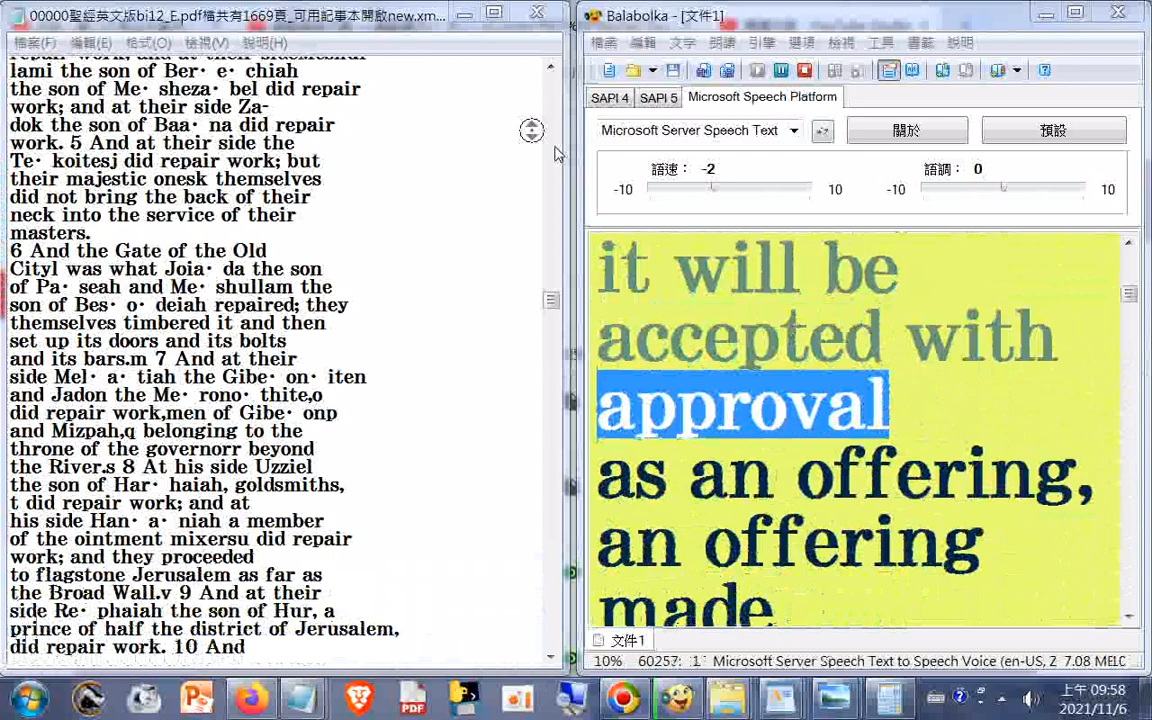 00000聖經英文版bi12_E.pdf檔共有1669頁_可用記事本開啟new.xm...
檔案(F) 編輯(E) 格式(O) 檢視(V) 說明(H)
lami the son of Ber· e· chiah
the son of Me· sheza· bel did repair
work; and at their side Za-
dok the son of Baa· na did repair
work. 5 And at their side the
Te· koitesj did repair work; but
their majestic onesk themselves
did not bring the back of their
neck into the service of their
masters.
6 And the Gate of the Old
Cityl was what Joia· da the son
of Pa· seah and Me· shullam the
son of Bes· o· deiah repaired; they
themselves timbered it and then
set up its doors and its bolts
and its bars.m 7 And at their
side Mel· a· tiah the Gibe· on· iten
and Jadon the Me· rono· thite,o
did repair work,men of Gibe· onp
and Mizpah,q belonging to the
throne of the governorr beyond
the River.s 8 At his side Uzziel
the son of Har· haiah, goldsmiths,
t did repair work; and at
his side Han· a· niah a member
of the ointment mixersu did repair
work; and they proceeded
to flagstone Jerusalem as far as
the Broad Wall.v 9 And at their
side Re· phaiah the son of Hur, a
prince of half the district of Jerusalem,
did repair work. 10 And
Balabolka - [文件1]
檔案 編輯 文字 朗讀 引擎 選項 檢視 工具 書籤 說明
SAPI 4 SAPI 5 Microsoft Speech Platform
Microsoft Server Speech Text 關於 預設
語速: -2 語調: 0
-10 10 -10 10
it will be
accepted with
approval
as an offering,
an offering
made
文件1
10% 60257: 1 Microsoft Server Speech Text to Speech Voice (en-US, Z 7.08 MELC
PDF
上午 09:58
2021/11/6